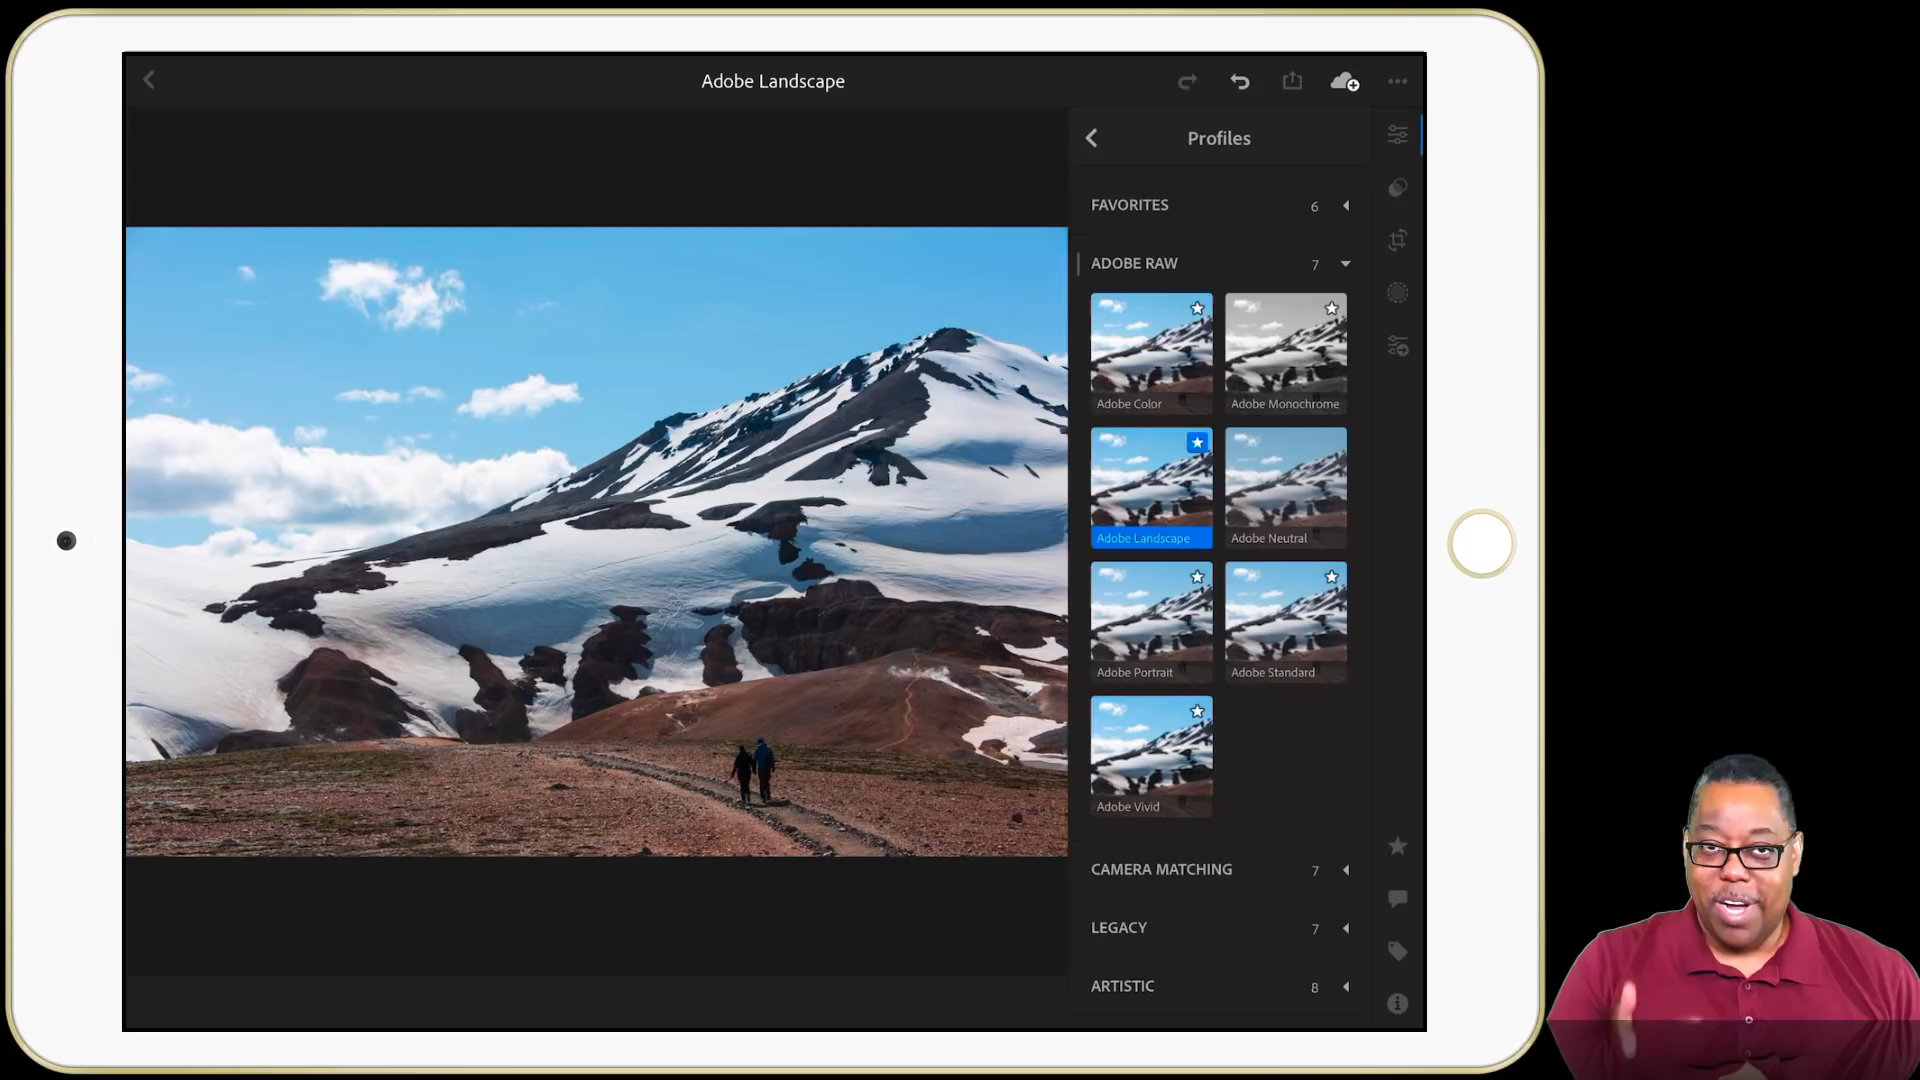 Adobe Landscape
Profiles
FAVORITES 6
ADOBE RAW 7
Adobe Color
Adobe Monochrome
Adobe Landscape
Adobe Neutral
Adobe Portrait
Adobe Standard
Adobe Vivid
CAMERA MATCHING 7
LEGACY 7
ARTISTIC 8